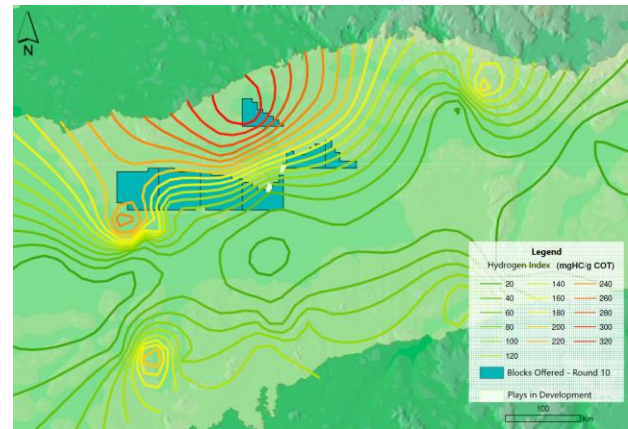 N
Legend
Hydrogen Index (mgHC/g COT)
20 140 240
40 160 260
60 180 280
80 200 300
100 220 320
120
Blocks Offered - Round 10
Plays in Development
100
Km